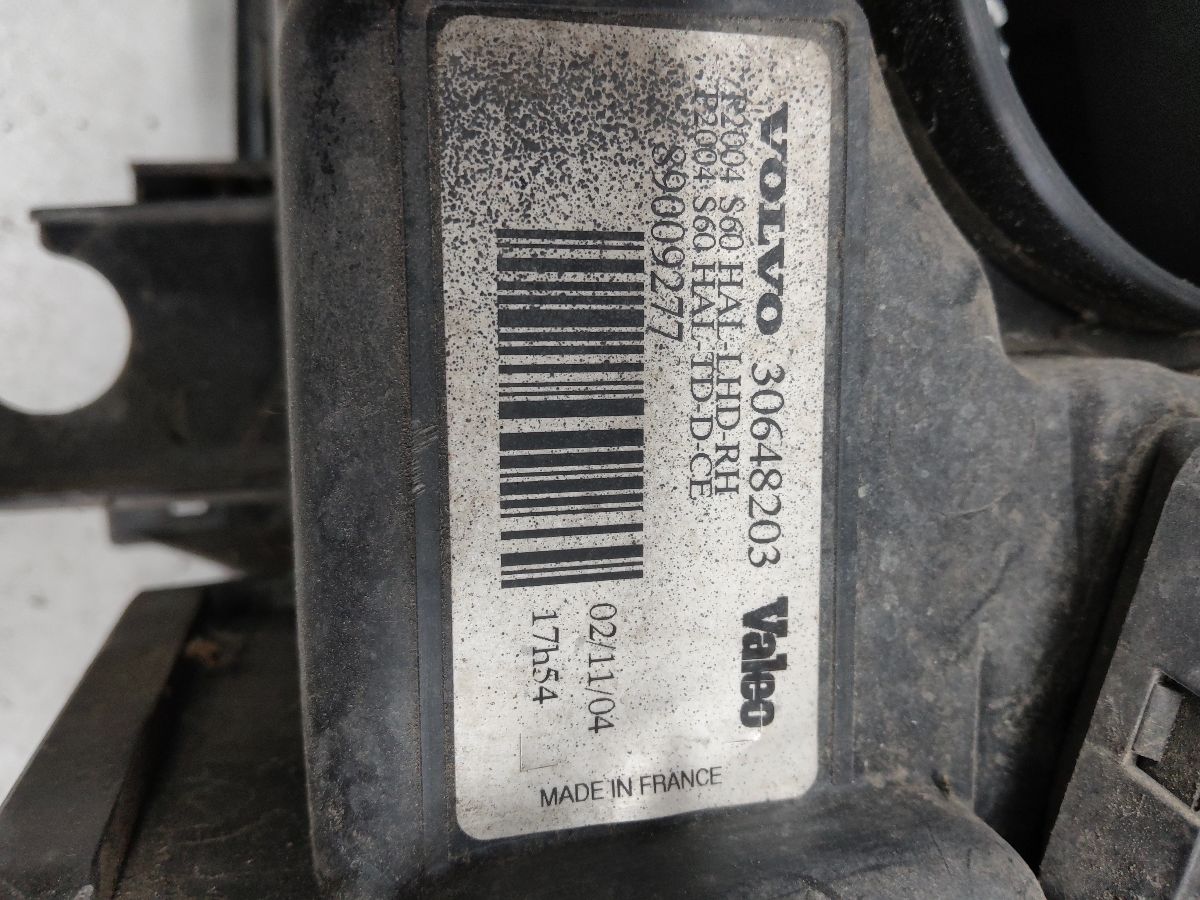 VOLVO 30648203 Valeo
P2004 S60 HAL-LHD-RH
P2004 S60 HAL-TD-D-CE
89009277
02/11/04
17h54
MADE IN FRANCE